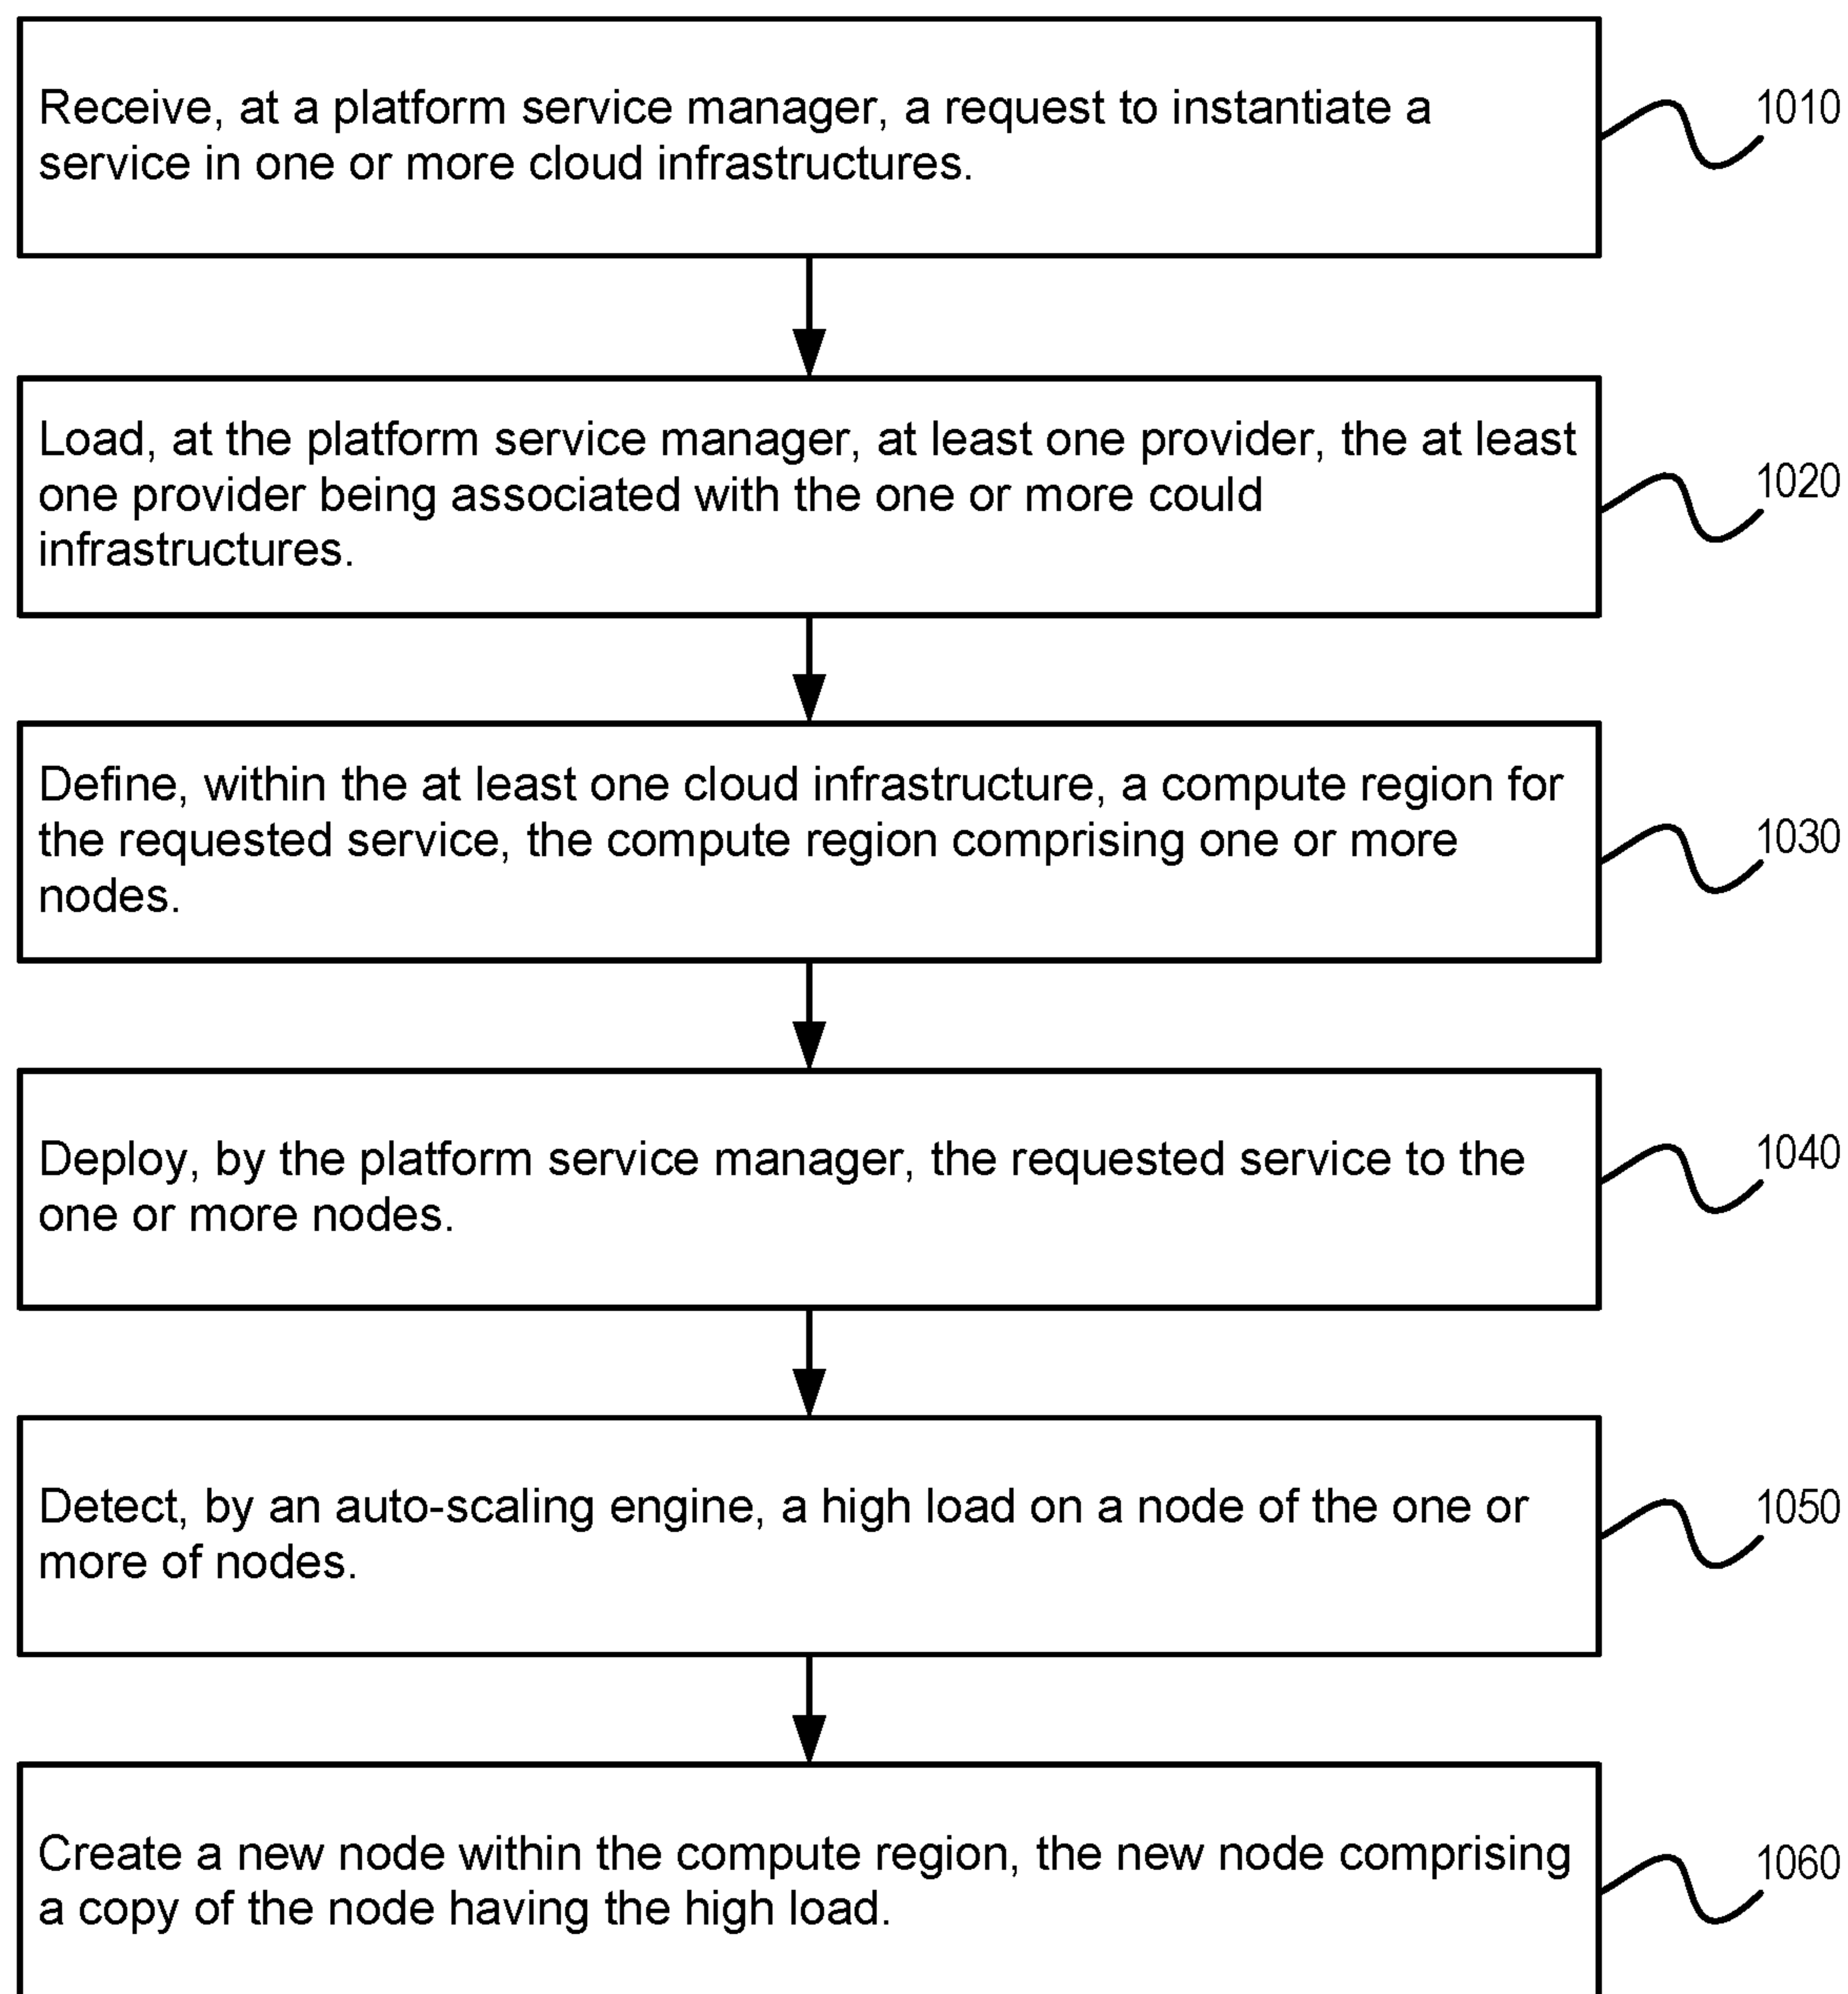 Receive, at a platform service manager, a request to instantiate a
service in one or more cloud infrastructures.
1010
Load, at the platform service manager, at least one provider, the at least
one provider being associated with the one or more could
infrastructures.
1020
Define, within the at least one cloud infrastructure, a compute region for
the requested service, the compute region comprising one or more
nodes.
1030
Deploy, by the platform service manager, the requested service to the
one or more nodes.
1040
Detect, by an auto-scaling engine, a high load on a node of the one or
more of nodes.
1050
Create a new node within the compute region, the new node comprising
a copy of the node having the high load.
1060